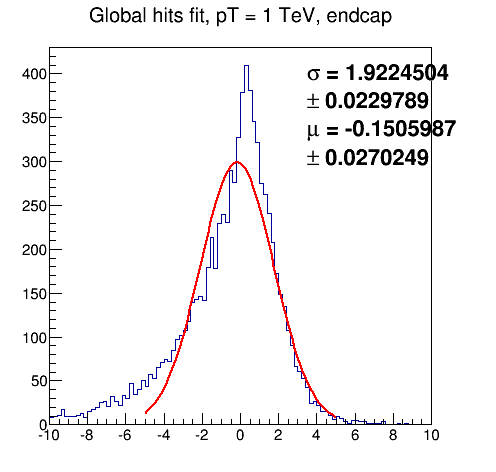 Global hits fit, pT = 1 TeV, endcap
σ = 1.9224504
± 0.0229789
μ = -0.1505987
± 0.0270249
400
350
300
250
200
150
100
50
0
-10 -8 -6 -4 -2 0 2 4 6 8 10